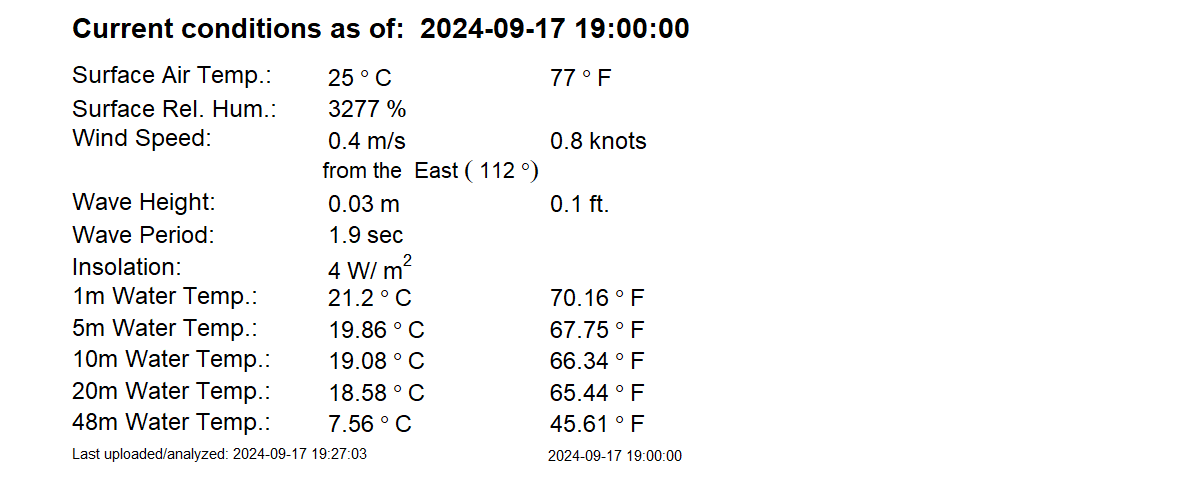 Current conditions as of: 2024-09-17 19:00:00
Surface Air Temp.: 25 ° C 77 ° F
Surface Rel. Hum.: 3277 %
Wind Speed: 0.4 m/s 0.8 knots
from the East ( 112 °)
Wave Height: 0.03 m 0.1 ft.
Wave Period: 1.9 sec
Insolation: 4 W/ m²
1m Water Temp.: 21.2 ° C 70.16 ° F
5m Water Temp.: 19.86 ° C 67.75 ° F
10m Water Temp.: 19.08 ° C 66.34 ° F
20m Water Temp.: 18.58 ° C 65.44 ° F
48m Water Temp.: 7.56 ° C 45.61 ° F
Last uploaded/analyzed: 2024-09-17 19:27:03 2024-09-17 19:00:00